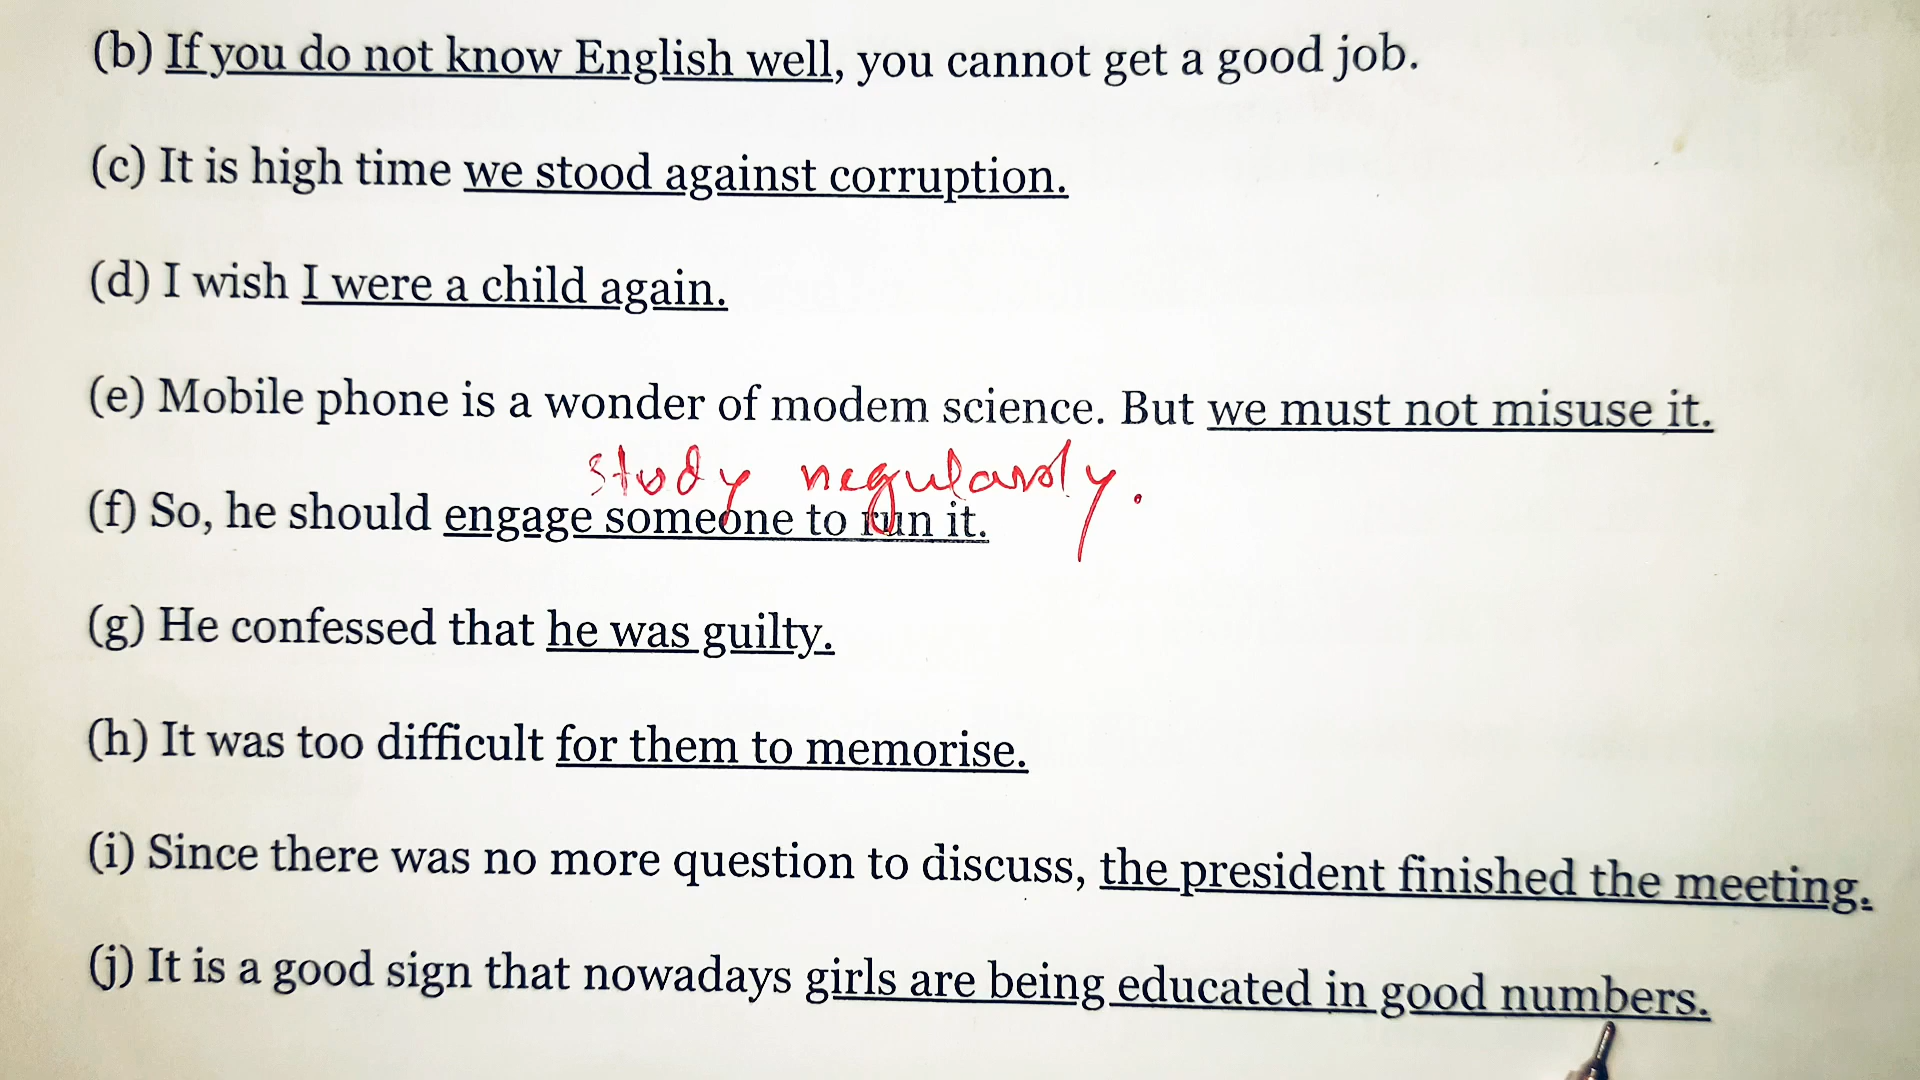 (b) If you do not know English well, you cannot get a good job.
(c) It is high time we stood against corruption.
(d) I wish I were a child again.
(e) Mobile phone is a wonder of modem science. But we must not misuse it.
study regularly.
(f) So, he should engage someone to run it.
(g) He confessed that he was guilty.
(h) It was too difficult for them to memorise.
(i) Since there was no more question to discuss, the president finished the meeting.
(j) It is a good sign that nowadays girls are being educated in good numbers.